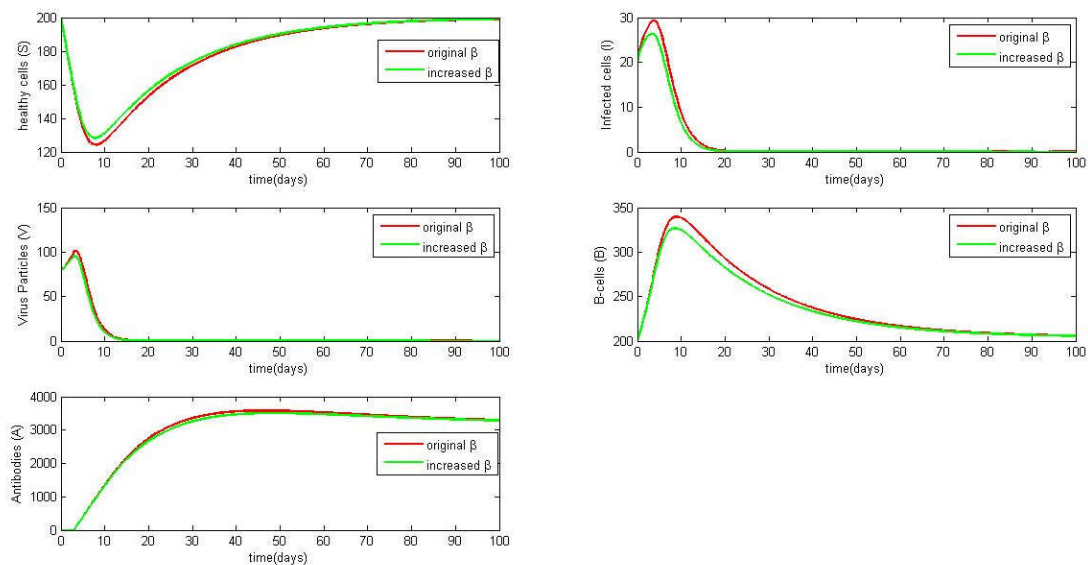 healthy cells (S)
200
180
160
140
120
0 10 20 30 40 50 60 70 80 90 100
time(days)
original β
increased β
Infected cells (I)
30
20
10
0
0 10 20 30 40 50 60 70 80 90 100
time(days)
original β
increased β
Virus Particles (V)
150
100
50
0
0 10 20 30 40 50 60 70 80 90 100
time(days)
original β
increased β
B-cells (B)
350
300
250
200
0 10 20 30 40 50 60 70 80 90 100
time(days)
original β
increased β
Antibodies (A)
4000
3000
2000
1000
0
0 10 20 30 40 50 60 70 80 90 100
time(days)
original β
increased β